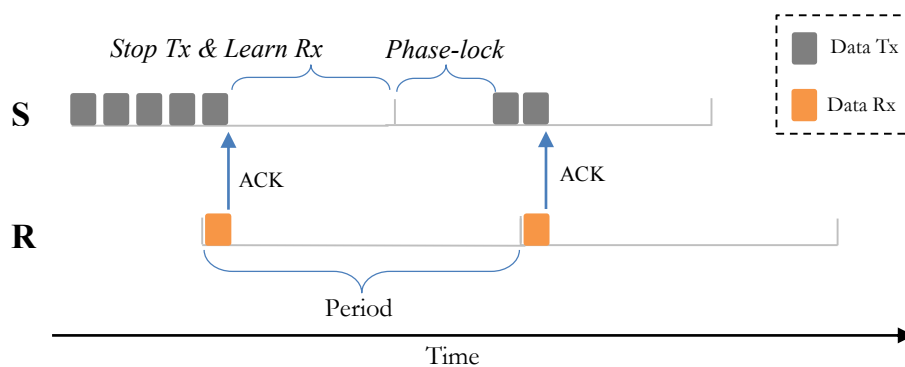 Stop Tx & Learn Rx
Phase-lock
Data Tx
Data Rx
S
ACK
ACK
R
Period
Time